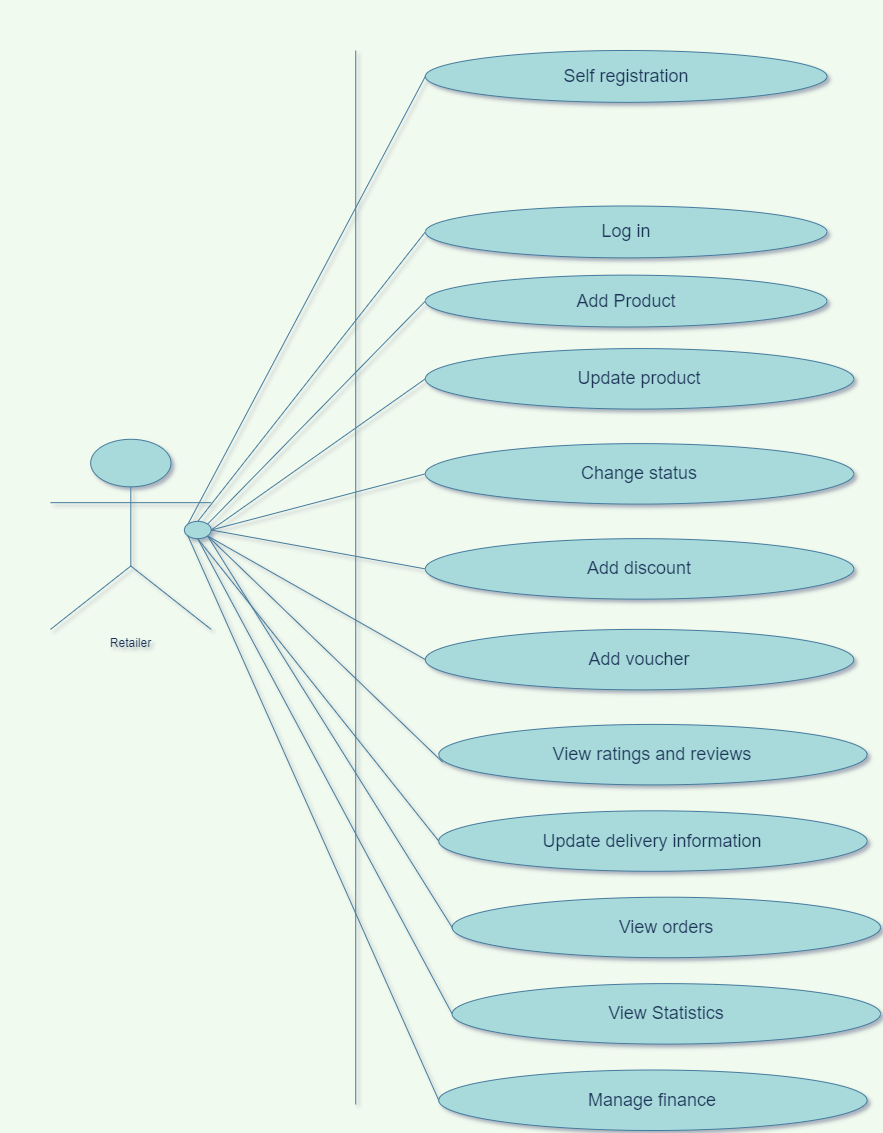 Self registration
Log in
Add Product
Update product
Change status
Add discount
Add voucher
Retailer
View ratings and reviews
Update delivery information
View orders
View Statistics
Manage finance